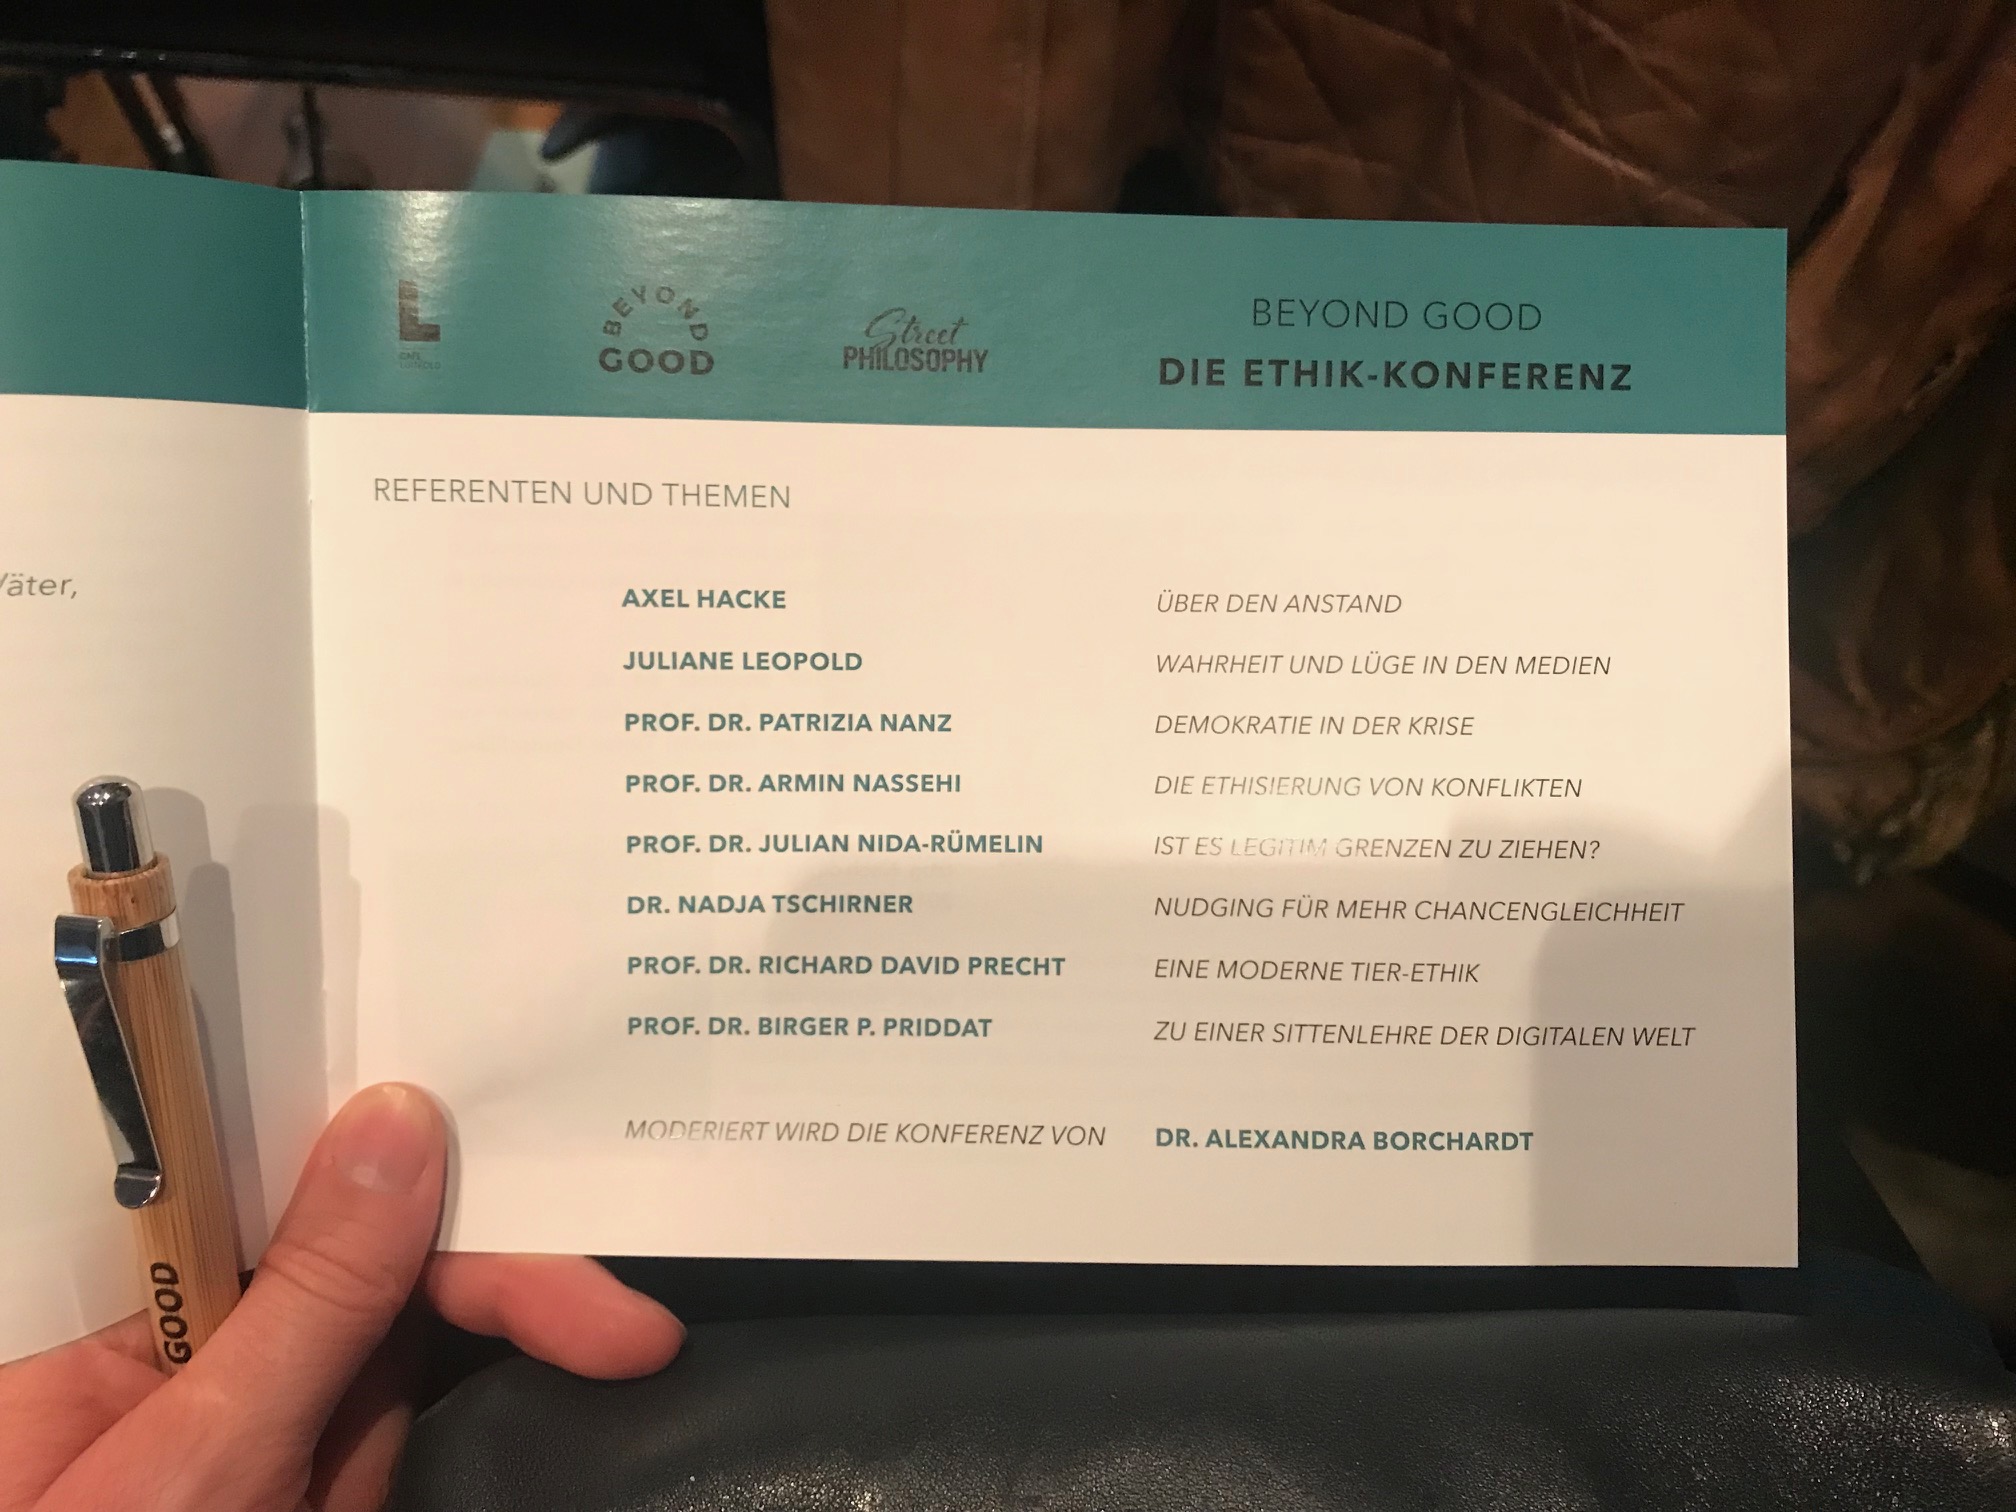 BEYOND
GOOD
Street
PHILOSOPHY
BEYOND GOOD
DIE ETHIK-KONFERENZ
REFERENTEN UND THEMEN
AXEL HACKE ÜBER DEN ANSTAND
JULIANE LEOPOLD WAHRHEIT UND LÜGE IN DEN MEDIEN
PROF. DR. PATRIZIA NANZ DEMOKRATIE IN DER KRISE
PROF. DR. ARMIN NASSEHI DIE ETHISIERUNG VON KONFLIKTEN
PROF. DR. JULIAN NIDA-RÜMELIN IST ES LEGITIM GRENZEN ZU ZIEHEN?
DR. NADJA TSCHIRNER NUDGING FÜR MEHR CHANCENGLEICHHEIT
PROF. DR. RICHARD DAVID PRECHT EINE MODERNE TIER-ETHIK
PROF. DR. BIRGER P. PRIDDAT ZU EINER SITTENLEHRE DER DIGITALEN WELT
MODERIERT WIRD DIE KONFERENZ VON DR. ALEXANDRA BORCHARDT
Väter,
GOOD